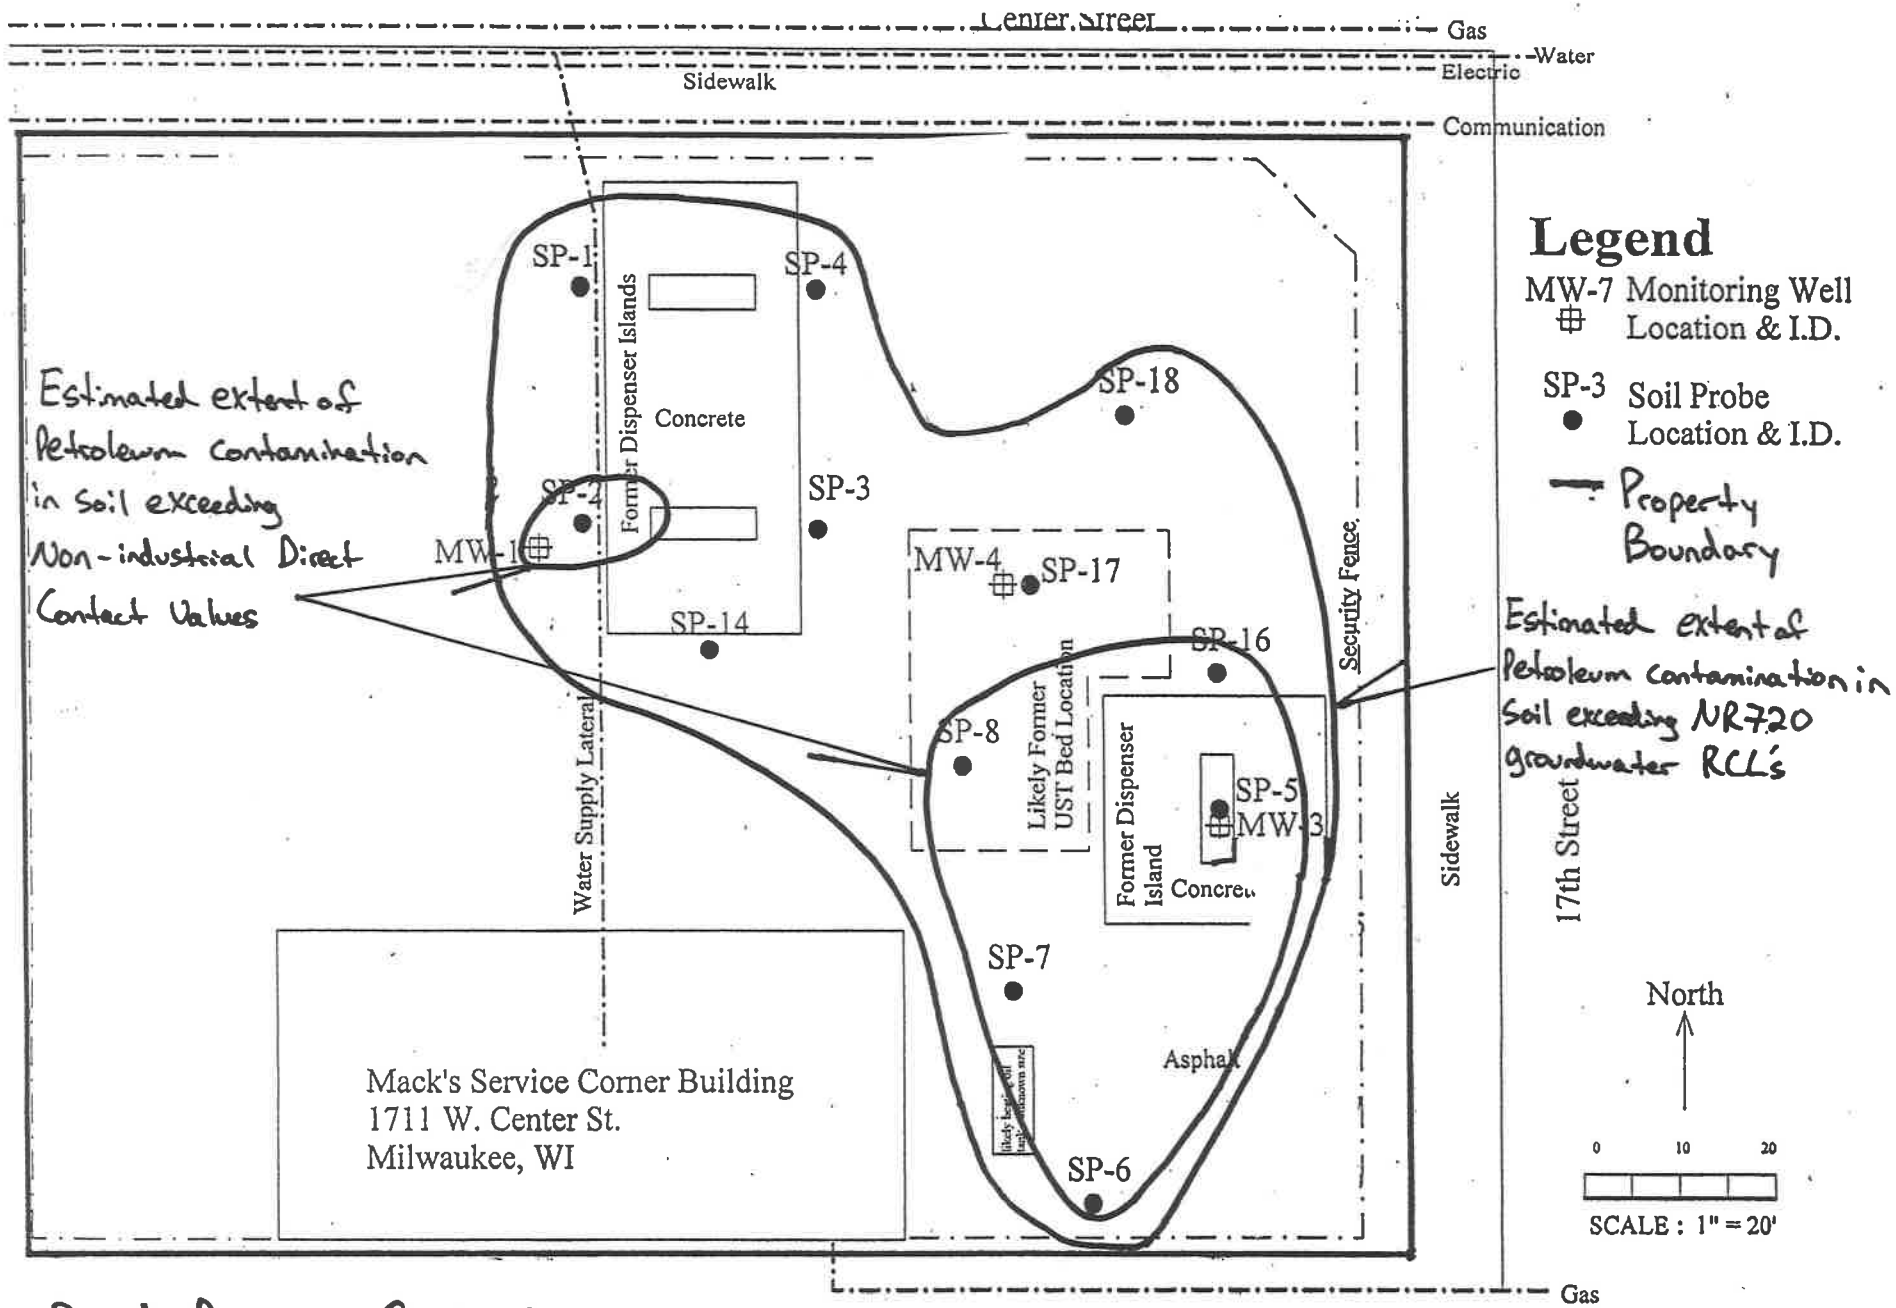 Center Street
Gas
Water
Electric
Sidewalk
Communication
Legend
MW-7 Monitoring Well
Location & I.D.
SP-3 Soil Probe
Location & I.D.
Property
Boundary
SP-1
SP-4
Former Dispenser Islands
Concrete
SP-18
Estimated extent of
Petroleum contamination
in soil exceeding
Non-industrial Direct
Contact Values
SP-2
SP-3
MW-1
MW-4
SP-17
SP-14
SP-16
Security Fence
Estimated extent of
Petroleum contamination in
Soil exceeding NR720
groundwater RCL's
Water Supply Lateral
SP-8
Likely Former
UST Bed Location
Former Dispenser
Island
SP-5
MW-3
Sidewalk
17th Street
SP-7
Asphalt
North
Mack's Service Corner Building
1711 W. Center St.
Milwaukee, WI
SP-6
0 10 20
SCALE : 1" = 20'
Gas